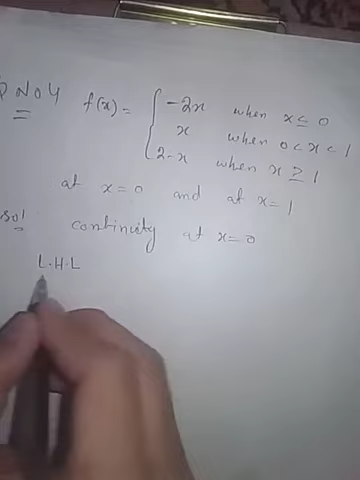 Q NO 4 f(x) = { -2x when x ≤ 0
x when 0 < x < 1
2-x when x ≥ 1
at x = 0 and at x = 1
Sol continuity at x = 0
L.H.L